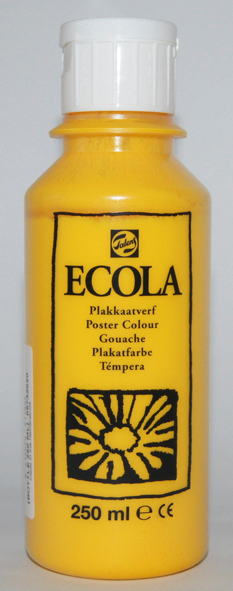 Talens
ECOLA
Plakkaatverf
Poster Colour
Gouache
Plakatfarbe
Témpera
250 ml ℮ CE